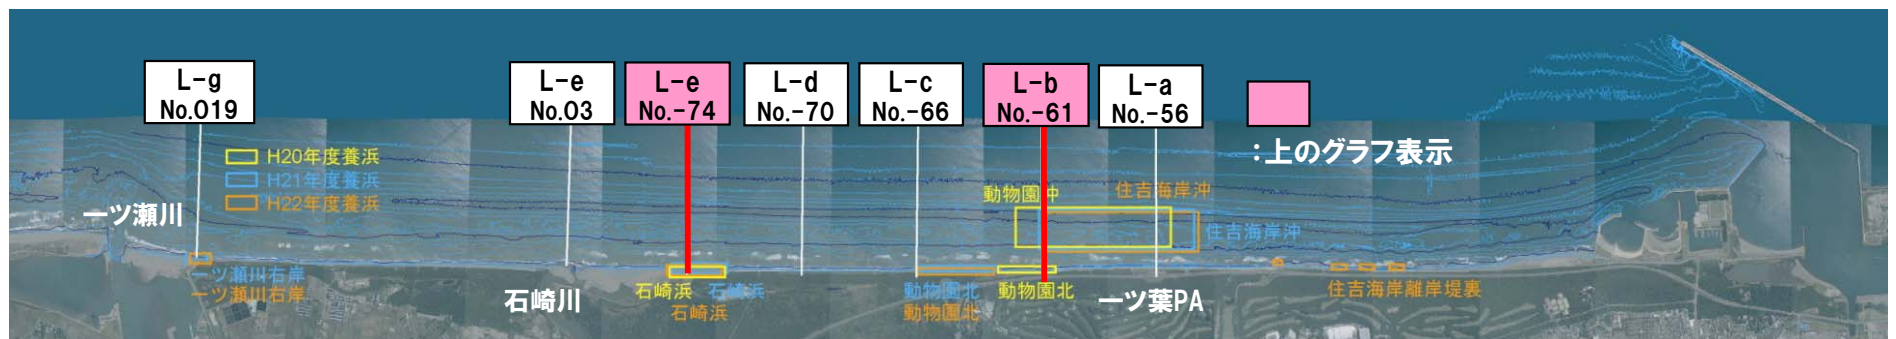 L-g
No.019
L-e
No.03
L-e
No.-74
L-d
No.-70
L-c
No.-66
L-b
No.-61
L-a
No.-56
:上のグラフ表示
H20年度養浜
H21年度養浜
H22年度養浜
一ツ瀬川
動物園沖
住吉海岸沖
住吉海岸沖
一ツ瀬川右岸
一ツ瀬川右岸
石崎川
石崎浜
石崎浜
石崎浜
動物園北
動物園北
動物園北
一ツ葉PA
住吉海岸離岸堤裏